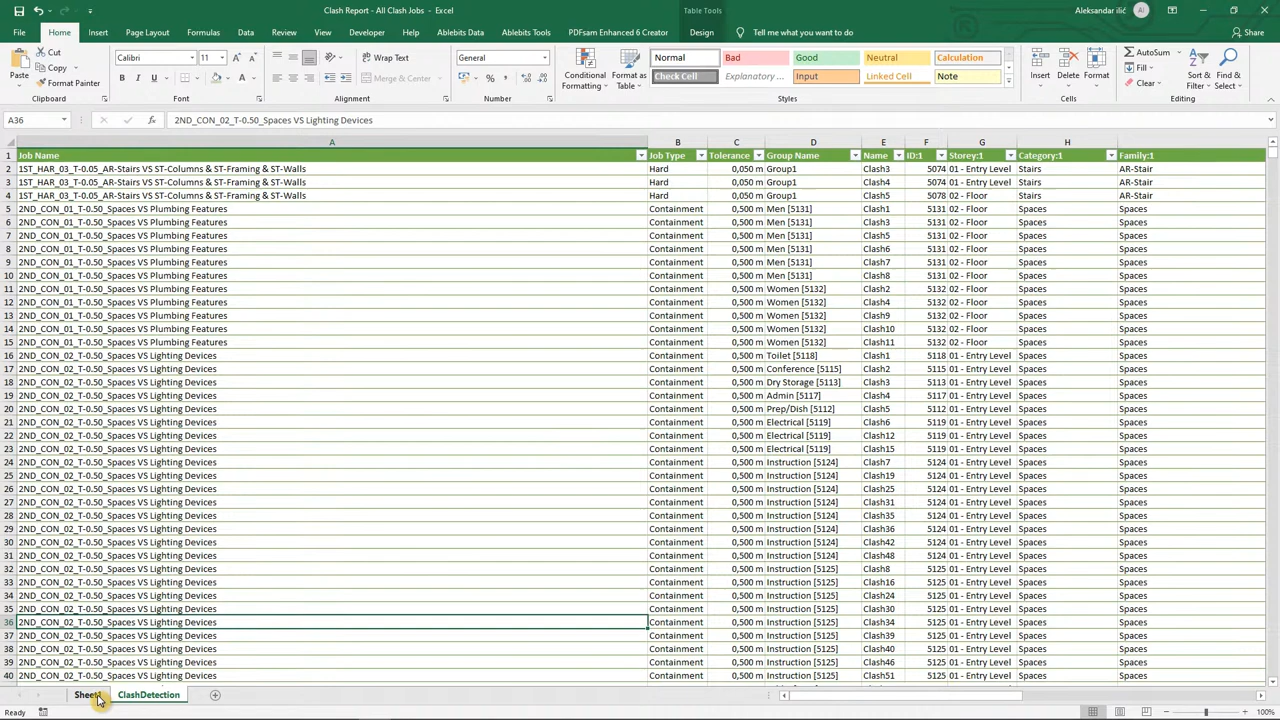 Clash Report - All Clash Jobs - Excel
Table Tools
Aleksandar ilić
AI
File Home Insert Page Layout Formulas Data Review View Developer Help Ablebits Data Ablebits Tools PDFsam Enhanced 6 Creator Design Tell me what you want to do Share
Paste
Cut
Copy
Format Painter
Clipboard
Calibri 11
B I U
Font
Wrap Text
Merge & Center
Alignment
General
Number
Conditional Formatting
Format as Table
Normal Bad Good Neutral Calculation
Check Cell Explanatory ... Input Linked Cell Note
Styles
Insert Delete Format
Cells
AutoSum
Fill
Clear
Sort & Filter
Find & Select
Editing
A36 2ND_CON_02_T-0.50_Spaces VS Lighting Devices
A B C D E F G H I
1 Job Name Job Type Tolerance Group Name Name ID:1 Storey:1 Category:1 Family:1
2 1ST_HAR_03_T-0.05_AR-Stairs VS ST-Columns & ST-Framing & ST-Walls Hard 0,050 m Group1 Clash3 5074 01 - Entry Level Stairs AR-Stair
3 1ST_HAR_03_T-0.05_AR-Stairs VS ST-Columns & ST-Framing & ST-Walls Hard 0,050 m Group1 Clash4 5074 01 - Entry Level Stairs AR-Stair
4 1ST_HAR_03_T-0.05_AR-Stairs VS ST-Columns & ST-Framing & ST-Walls Hard 0,050 m Group1 Clash5 5078 02 - Floor Stairs AR-Stair
5 2ND_CON_01_T-0.50_Spaces VS Plumbing Features Containment 0,500 m Men [5131] Clash1 5131 02 - Floor Spaces Spaces
6 2ND_CON_01_T-0.50_Spaces VS Plumbing Features Containment 0,500 m Men [5131] Clash3 5131 02 - Floor Spaces Spaces
7 2ND_CON_01_T-0.50_Spaces VS Plumbing Features Containment 0,500 m Men [5131] Clash5 5131 02 - Floor Spaces Spaces
8 2ND_CON_01_T-0.50_Spaces VS Plumbing Features Containment 0,500 m Men [5131] Clash6 5131 02 - Floor Spaces Spaces
9 2ND_CON_01_T-0.50_Spaces VS Plumbing Features Containment 0,500 m Men [5131] Clash7 5131 02 - Floor Spaces Spaces
10 2ND_CON_01_T-0.50_Spaces VS Plumbing Features Containment 0,500 m Men [5131] Clash8 5131 02 - Floor Spaces Spaces
11 2ND_CON_01_T-0.50_Spaces VS Plumbing Features Containment 0,500 m Women [5132] Clash2 5132 02 - Floor Spaces Spaces
12 2ND_CON_01_T-0.50_Spaces VS Plumbing Features Containment 0,500 m Women [5132] Clash4 5132 02 - Floor Spaces Spaces
13 2ND_CON_01_T-0.50_Spaces VS Plumbing Features Containment 0,500 m Women [5132] Clash9 5132 02 - Floor Spaces Spaces
14 2ND_CON_01_T-0.50_Spaces VS Plumbing Features Containment 0,500 m Women [5132] Clash10 5132 02 - Floor Spaces Spaces
15 2ND_CON_01_T-0.50_Spaces VS Plumbing Features Containment 0,500 m Women [5132] Clash11 5132 02 - Floor Spaces Spaces
16 2ND_CON_02_T-0.50_Spaces VS Lighting Devices Containment 0,500 m Toilet [5118] Clash1 5118 01 - Entry Level Spaces Spaces
17 2ND_CON_02_T-0.50_Spaces VS Lighting Devices Containment 0,500 m Conference [5115] Clash2 5115 01 - Entry Level Spaces Spaces
18 2ND_CON_02_T-0.50_Spaces VS Lighting Devices Containment 0,500 m Dry Storage [5113] Clash3 5113 01 - Entry Level Spaces Spaces
19 2ND_CON_02_T-0.50_Spaces VS Lighting Devices Containment 0,500 m Admin [5117] Clash4 5117 01 - Entry Level Spaces Spaces
20 2ND_CON_02_T-0.50_Spaces VS Lighting Devices Containment 0,500 m Prep/Dish [5112] Clash5 5112 01 - Entry Level Spaces Spaces
21 2ND_CON_02_T-0.50_Spaces VS Lighting Devices Containment 0,500 m Electrical [5119] Clash6 5119 01 - Entry Level Spaces Spaces
22 2ND_CON_02_T-0.50_Spaces VS Lighting Devices Containment 0,500 m Electrical [5119] Clash12 5119 01 - Entry Level Spaces Spaces
23 2ND_CON_02_T-0.50_Spaces VS Lighting Devices Containment 0,500 m Electrical [5119] Clash15 5119 01 - Entry Level Spaces Spaces
24 2ND_CON_02_T-0.50_Spaces VS Lighting Devices Containment 0,500 m Instruction [5124] Clash7 5124 01 - Entry Level Spaces Spaces
25 2ND_CON_02_T-0.50_Spaces VS Lighting Devices Containment 0,500 m Instruction [5124] Clash19 5124 01 - Entry Level Spaces Spaces
26 2ND_CON_02_T-0.50_Spaces VS Lighting Devices Containment 0,500 m Instruction [5124] Clash25 5124 01 - Entry Level Spaces Spaces
27 2ND_CON_02_T-0.50_Spaces VS Lighting Devices Containment 0,500 m Instruction [5124] Clash31 5124 01 - Entry Level Spaces Spaces
28 2ND_CON_02_T-0.50_Spaces VS Lighting Devices Containment 0,500 m Instruction [5124] Clash35 5124 01 - Entry Level Spaces Spaces
29 2ND_CON_02_T-0.50_Spaces VS Lighting Devices Containment 0,500 m Instruction [5124] Clash36 5124 01 - Entry Level Spaces Spaces
30 2ND_CON_02_T-0.50_Spaces VS Lighting Devices Containment 0,500 m Instruction [5124] Clash42 5124 01 - Entry Level Spaces Spaces
31 2ND_CON_02_T-0.50_Spaces VS Lighting Devices Containment 0,500 m Instruction [5124] Clash48 5124 01 - Entry Level Spaces Spaces
32 2ND_CON_02_T-0.50_Spaces VS Lighting Devices Containment 0,500 m Instruction [5125] Clash8 5125 01 - Entry Level Spaces Spaces
33 2ND_CON_02_T-0.50_Spaces VS Lighting Devices Containment 0,500 m Instruction [5125] Clash16 5125 01 - Entry Level Spaces Spaces
34 2ND_CON_02_T-0.50_Spaces VS Lighting Devices Containment 0,500 m Instruction [5125] Clash24 5125 01 - Entry Level Spaces Spaces
35 2ND_CON_02_T-0.50_Spaces VS Lighting Devices Containment 0,500 m Instruction [5125] Clash30 5125 01 - Entry Level Spaces Spaces
36 2ND_CON_02_T-0.50_Spaces VS Lighting Devices Containment 0,500 m Instruction [5125] Clash34 5125 01 - Entry Level Spaces Spaces
37 2ND_CON_02_T-0.50_Spaces VS Lighting Devices Containment 0,500 m Instruction [5125] Clash39 5125 01 - Entry Level Spaces Spaces
38 2ND_CON_02_T-0.50_Spaces VS Lighting Devices Containment 0,500 m Instruction [5125] Clash40 5125 01 - Entry Level Spaces Spaces
39 2ND_CON_02_T-0.50_Spaces VS Lighting Devices Containment 0,500 m Instruction [5125] Clash46 5125 01 - Entry Level Spaces Spaces
40 2ND_CON_02_T-0.50_Spaces VS Lighting Devices Containment 0,500 m Instruction [5125] Clash51 5125 01 - Entry Level Spaces Spaces
Sheet1 ClashDetection
Ready 100%